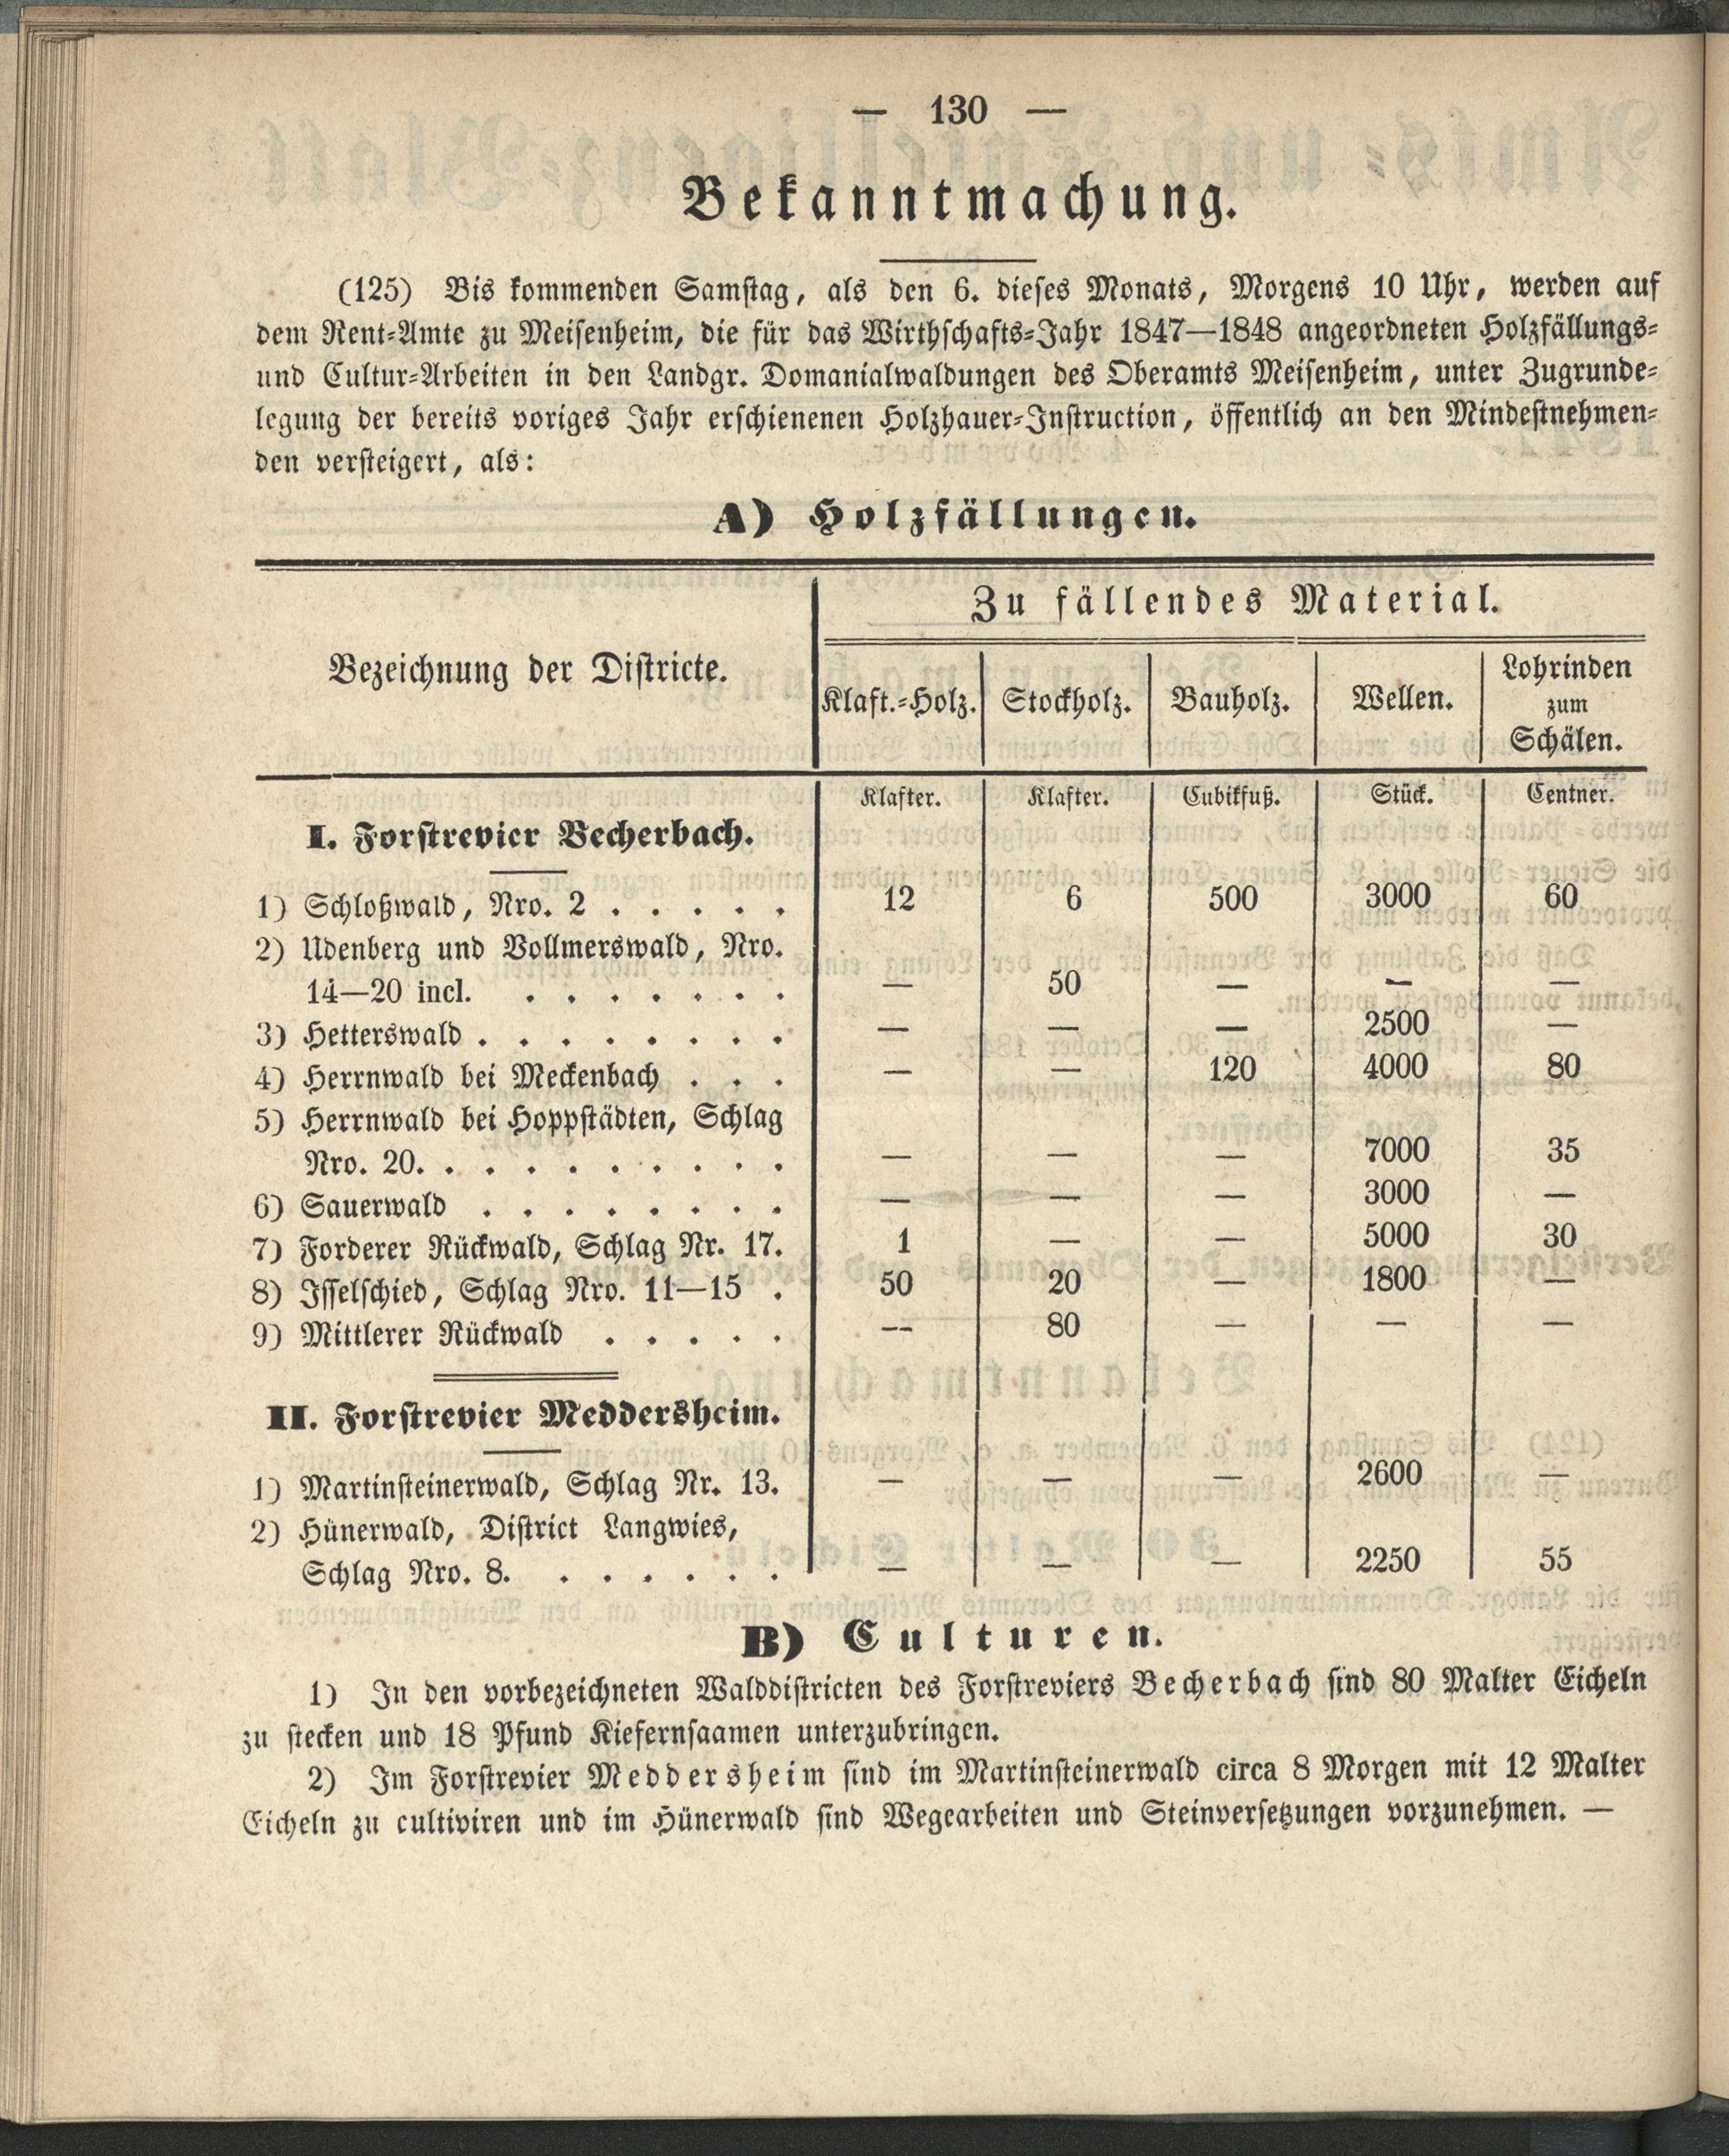 — 130 —
Bekanntmachung.
(125) Bis kommenden Samstag, als den 6. dieses Monats, Morgens 10 Uhr, werden auf
dem Rent-Amte zu Meisenheim, die für das Wirthschafts-Jahr 1847—1848 angeordneten Holzfällungs-
und Cultur-Arbeiten in den Landgr. Domanialwaldungen des Oberamts Meisenheim, unter Zugrunde-
legung der bereits voriges Jahr erschienenen Holzhauer-Instruction, öffentlich an den Mindestnehmen-
den versteigert, als:
A) Holzfällungen.
Bezeichnung der Districte.
Zu fällendes Material.
Klaft.-Holz. Stockholz. Bauholz. Wellen. Lohrinden
zum
Schälen.
Klafter. Klafter. Cubikfuß. Stück. Centner.
I. Forstrevier Becherbach.
1) Schloßwald, Nro. 2 . . . . . 12 6 500 3000 60
2) Udenberg und Vollmerswald, Nro.
14—20 incl. . . . . . . . — 50 — — —
3) Hetterswald . . . . . . . . — — — 2500 —
4) Herrnwald bei Meckenbach . . . — — 120 4000 80
5) Herrnwald bei Hoppstädten, Schlag
Nro. 20. . . . . . . . . . — — — 7000 35
6) Sauerwald . . . . . . . . — — — 3000 —
7) Forderer Rückwald, Schlag Nr. 17. 1 — — 5000 30
8) Isselschied, Schlag Nro. 11—15 . 50 20 — 1800 —
9) Mittlerer Rückwald . . . . . — 80 — — —
II. Forstrevier Meddersheim.
1) Martinsteinerwald, Schlag Nr. 13. — — — 2600 —
2) Hünerwald, District Langwies,
Schlag Nro. 8. . . . . . . — — — 2250 55
B) Culturen.
1) In den vorbezeichneten Walddistricten des Forstreviers Becherbach sind 80 Malter Eicheln
zu stecken und 18 Pfund Kiefernsaamen unterzubringen.
2) Im Forstrevier Meddersheim sind im Martinsteinerwald circa 8 Morgen mit 12 Malter
Eicheln zu cultiviren und im Hünerwald sind Wegearbeiten und Steinversetzungen vorzunehmen. —